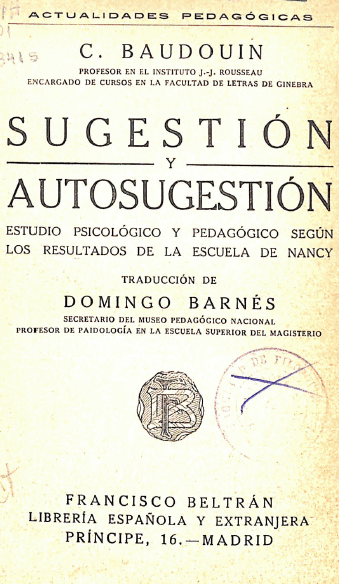 ACTUALIDADES PEDAGÓGICAS
C. BAUDOUIN
PROFESOR EN EL INSTITUTO J.-J. ROUSSEAU
ENCARGADO DE CURSOS EN LA FACULTAD DE LETRAS DE GINEBRA
SUGESTIÓN
Y
AUTOSUGESTIÓN
ESTUDIO PSICOLÓGICO Y PEDAGÓGICO SEGÚN
LOS RESULTADOS DE LA ESCUELA DE NANCY
TRADUCCIÓN DE
DOMINGO BARNÉS
SECRETARIO DEL MUSEO PEDAGÓGICO NACIONAL
PROFESOR DE PAIDOLOGÍA EN LA ESCUELA SUPERIOR DEL MAGISTERIO
FRANCISCO BELTRÁN
LIBRERÍA ESPAÑOLA Y EXTRANJERA
PRÍNCIPE, 16.—MADRID